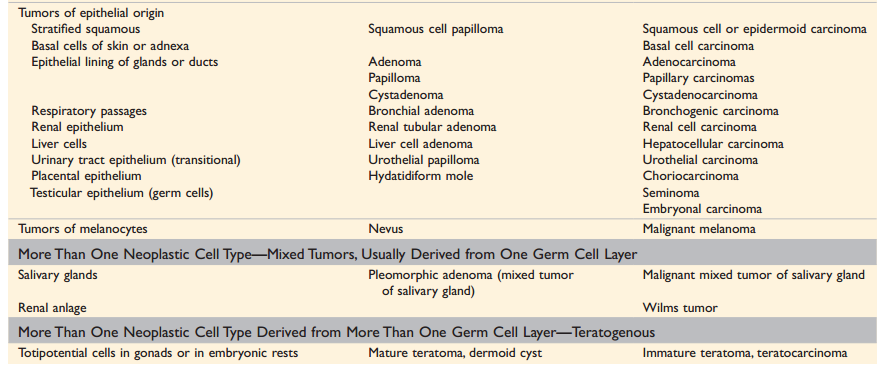 Tumors of epithelial origin
Stratified squamous Squamous cell papilloma Squamous cell or epidermoid carcinoma
Basal cells of skin or adnexa Basal cell carcinoma
Epithelial lining of glands or ducts Adenoma Adenocarcinoma
Papilloma Papillary carcinomas
Cystadenoma Cystadenocarcinoma
Respiratory passages Bronchial adenoma Bronchogenic carcinoma
Renal epithelium Renal tubular adenoma Renal cell carcinoma
Liver cells Liver cell adenoma Hepatocellular carcinoma
Urinary tract epithelium (transitional) Urothelial papilloma Urothelial carcinoma
Placental epithelium Hydatidiform mole Choriocarcinoma
Testicular epithelium (germ cells) Seminoma
Embryonal carcinoma
Tumors of melanocytes Nevus Malignant melanoma
More Than One Neoplastic Cell Type—Mixed Tumors, Usually Derived from One Germ Cell Layer
Salivary glands Pleomorphic adenoma (mixed tumor Malignant mixed tumor of salivary gland
of salivary gland)
Renal anlage Wilms tumor
More Than One Neoplastic Cell Type Derived from More Than One Germ Cell Layer—Teratogenous
Totipotential cells in gonads or in embryonic rests Mature teratoma, dermoid cyst Immature teratoma, teratocarcinoma